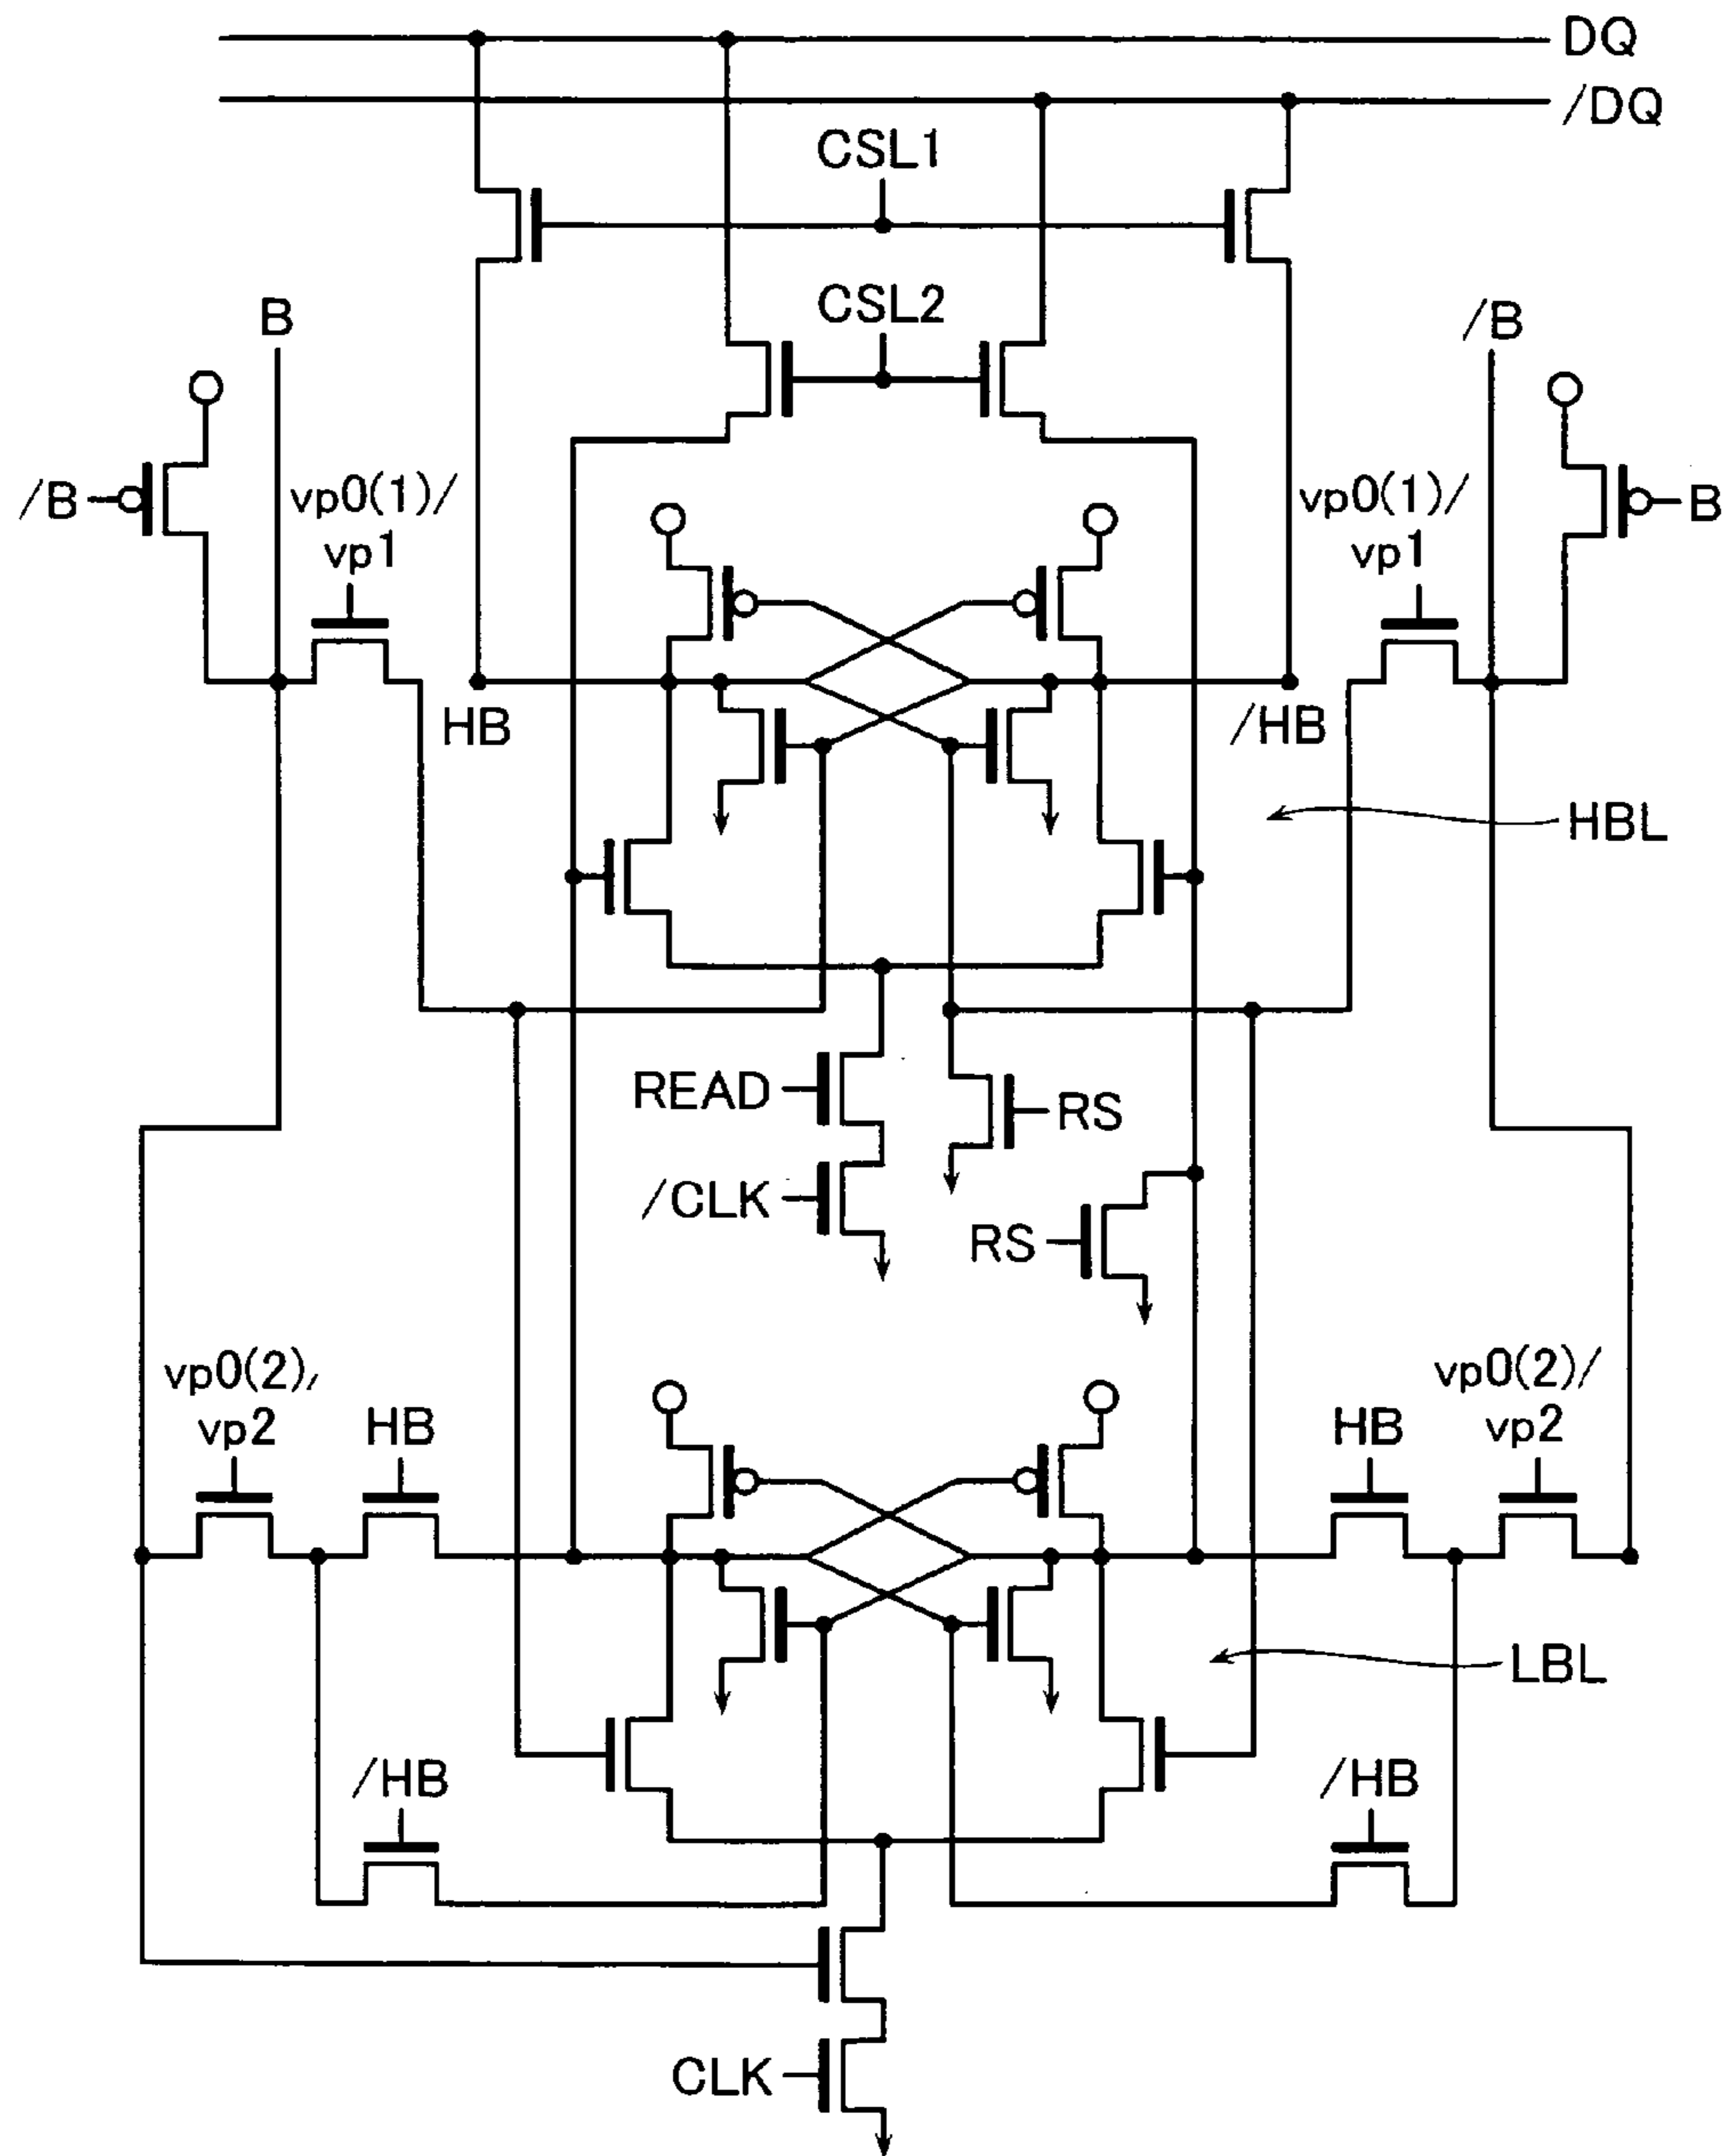 DQ
/DQ
CSL1
CSL2
B
/B
/B
vp0(1)/
vp1
vp0(1)/
vp1
B
HB
/HB
HBL
READ
RS
/CLK
RS
vp0(2)/
vp2
HB
HB
vp0(2)/
vp2
LBL
/HB
/HB
CLK